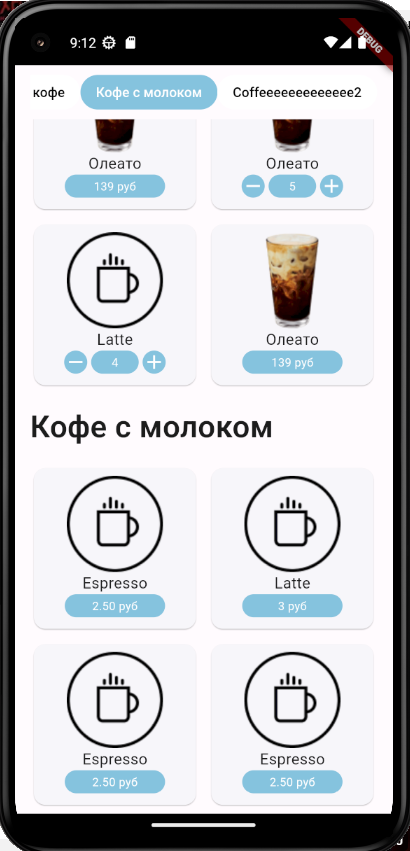 9:12
DEBUG
кофе Кофе с молоком Coffeeeeeeeeeeeee2
Олеато Олеато
139 руб 5
Latte Олеато
4 139 руб
Кофе с молоком
Espresso Latte
2.50 руб 3 руб
Espresso Espresso
2.50 руб 2.50 руб